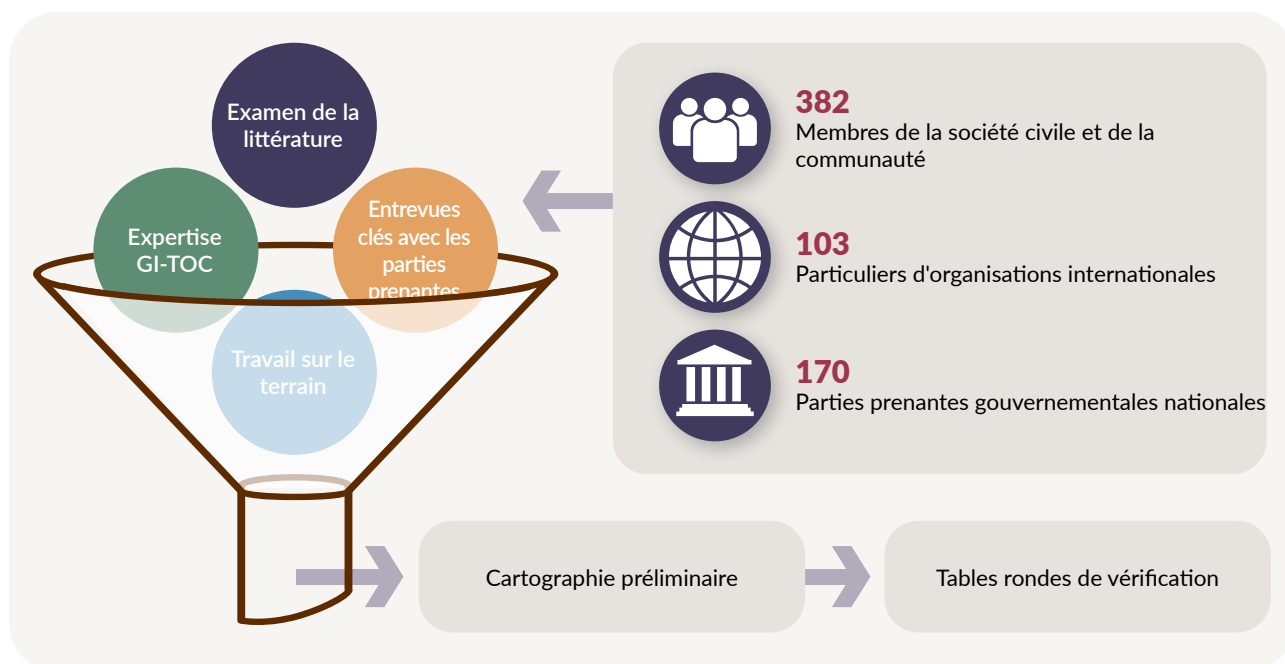 Examen de la
littérature
Expertise
GI-TOC
Entrevues
clés avec les
parties
prenantes
Travail sur le
terrain
382
Membres de la société civile et de la
communauté
103
Particuliers d'organisations internationales
170
Parties prenantes gouvernementales nationales
Cartographie préliminaire
Tables rondes de vérification